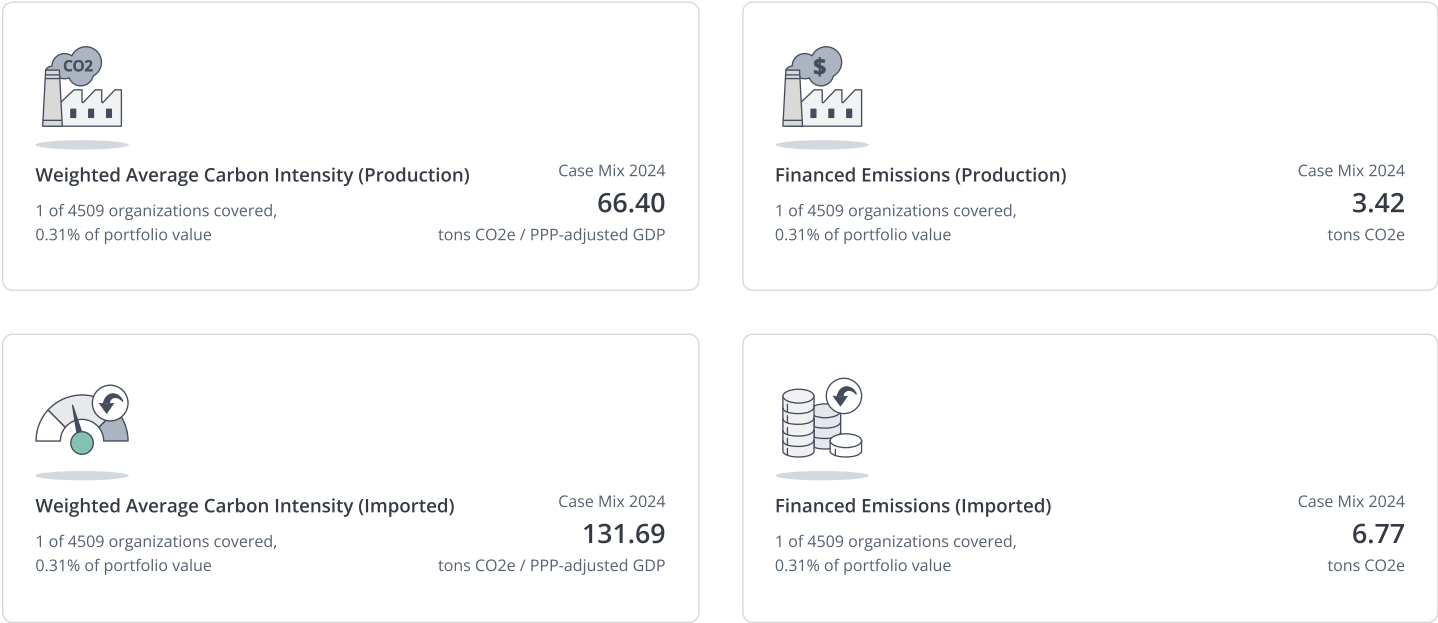 CO2
Weighted Average Carbon Intensity (Production)
1 of 4509 organizations covered,
0.31% of portfolio value
Case Mix 2024
66.40
tons CO2e / PPP-adjusted GDP
$
Financed Emissions (Production)
1 of 4509 organizations covered,
0.31% of portfolio value
Case Mix 2024
3.42
tons CO2e
Weighted Average Carbon Intensity (Imported)
1 of 4509 organizations covered,
0.31% of portfolio value
Case Mix 2024
131.69
tons CO2e / PPP-adjusted GDP
Financed Emissions (Imported)
1 of 4509 organizations covered,
0.31% of portfolio value
Case Mix 2024
6.77
tons CO2e